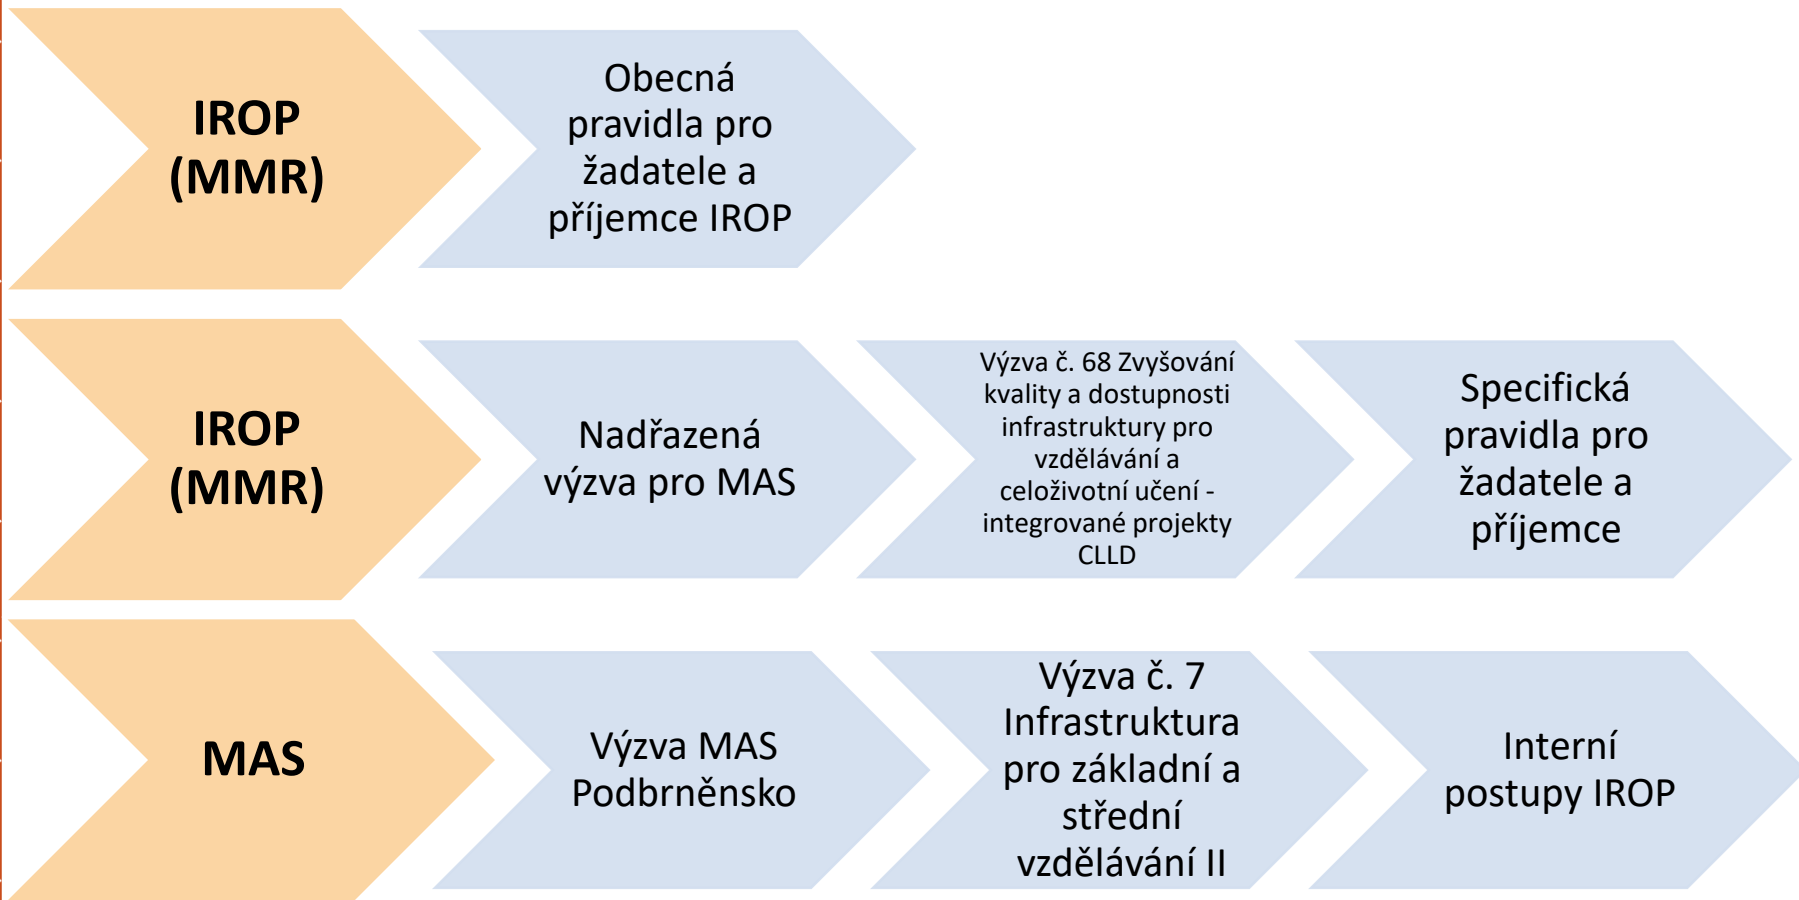 IROP
(MMR)
Obecná
pravidla pro
žadatele a
příjemce IROP
IROP
(MMR)
Nadřazená
výzva pro MAS
Výzva č. 68 Zvyšování
kvality a dostupnosti
infrastruktury pro
vzdělávání a
celoživotní učení -
integrované projekty
CLLD
Specifická
pravidla pro
žadatele a
příjemce
MAS
Výzva MAS
Podbrněnsko
Výzva č. 7
Infrastruktura
pro základní a
střední
vzdělávání II
Interní
postupy IROP